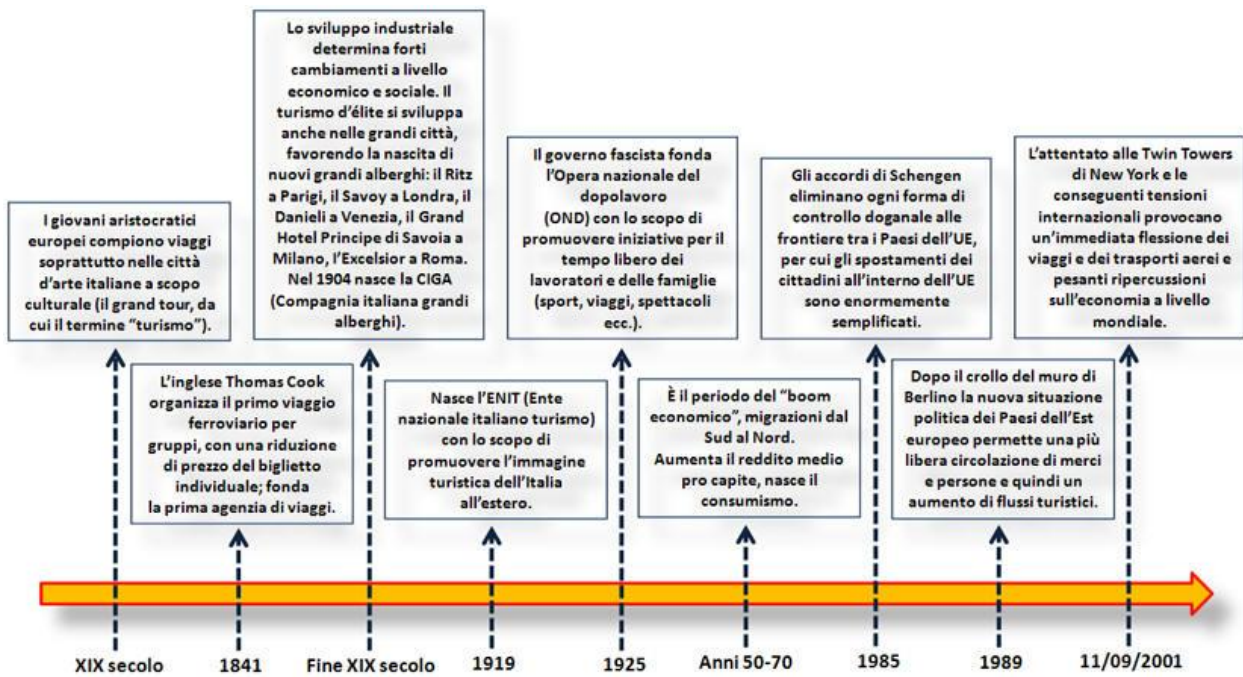 I giovani aristocratici
europei compiono viaggi
soprattutto nelle città
d'arte italiane a scopo
culturale (il grand tour, da
cui il termine "turismo").
L'inglese Thomas Cook
organizza il primo viaggio
ferroviario per
gruppi, con una riduzione
di prezzo del biglietto
individuale; fonda
la prima agenzia di viaggi.
Lo sviluppo industriale
determina forti
cambiamenti a livello
economico e sociale. Il
turismo d'élite si sviluppa
anche nelle grandi città,
favorendo la nascita di
nuovi grandi alberghi: il Ritz
a Parigi, il Savoy a Londra, il
Danieli a Venezia, il Grand
Hotel Principe di Savoia a
Milano, l'Excelsior a Roma.
Nel 1904 nasce la CIGA
(Compagnia italiana grandi
alberghi).
Nasce l'ENIT (Ente
nazionale italiano turismo)
con lo scopo di
promuovere l'immagine
turistica dell'Italia
all'estero.
Il governo fascista fonda
l'Opera nazionale del
dopolavoro
(OND) con lo scopo di
promuovere iniziative per il
tempo libero dei
lavoratori e delle famiglie
(sport, viaggi, spettacoli
ecc.).
È il periodo del "boom
economico", migrazioni dal
Sud al Nord.
Aumenta il reddito medio
pro capite, nasce il
consumismo.
Gli accordi di Schengen
eliminano ogni forma di
controllo doganale alle
frontiere tra i Paesi dell'UE,
per cui gli spostamenti dei
cittadini all'interno dell'UE
sono enormemente
semplificati.
Dopo il crollo del muro di
Berlino la nuova situazione
politica dei Paesi dell'Est
europeo permette una più
libera circolazione di merci
e persone e quindi un
aumento di flussi turistici.
L'attentato alle Twin Towers
di New York e le
conseguenti tensioni
internazionali provocano
un'immediata flessione dei
viaggi e dei trasporti aerei e
pesanti ripercussioni
sull'economia a livello
mondiale.
XIX secolo
1841
Fine XIX secolo
1919
1925
Anni 50-70
1985
1989
11/09/2001